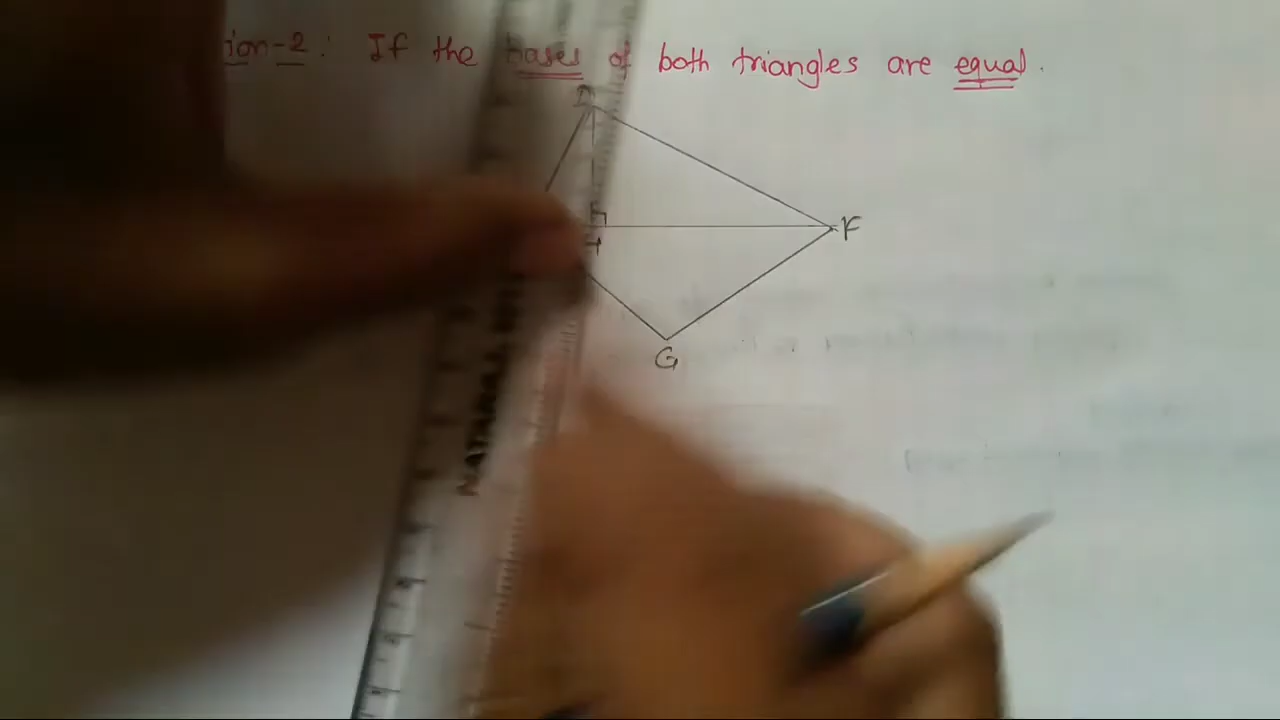 ion-2: If the bases of both triangles are equal.
D
F
G